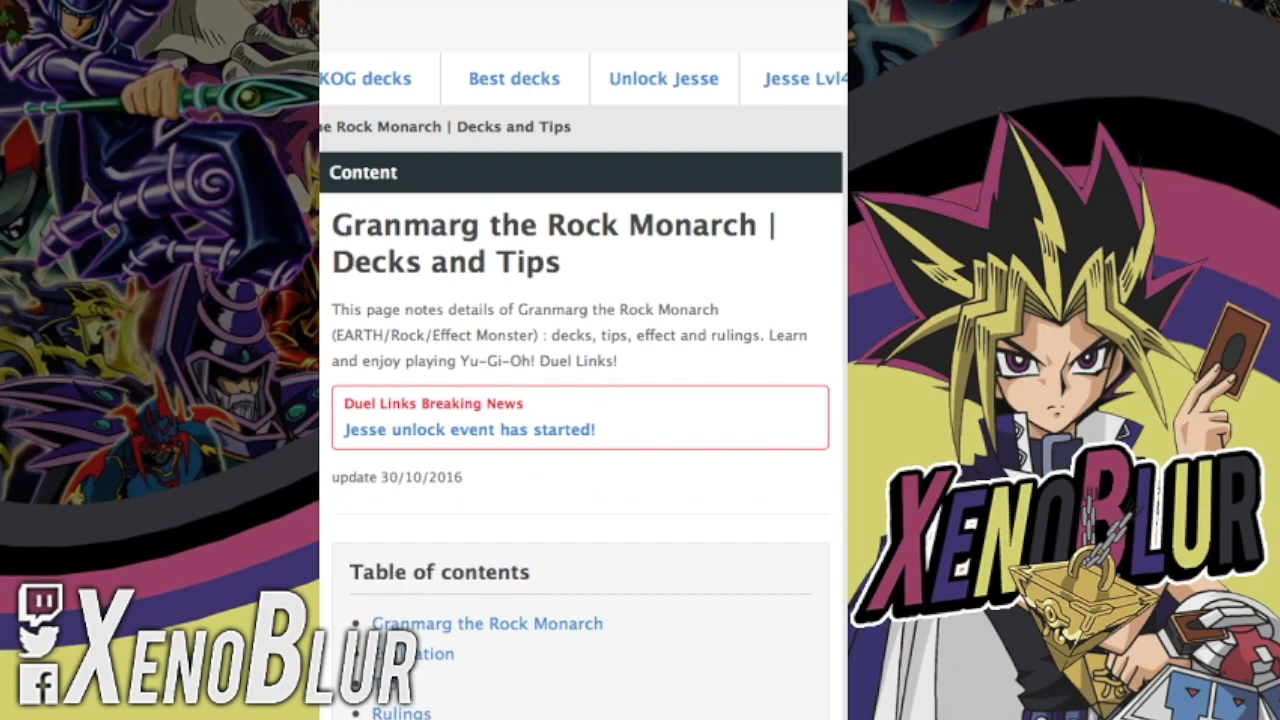 KOG decks
Best decks
Unlock Jesse
Jesse Lvl4
e Rock Monarch | Decks and Tips
Content
Granmarg the Rock Monarch |
Decks and Tips
This page notes details of Granmarg the Rock Monarch
(EARTH/Rock/Effect Monster) : decks, tips, effect and rulings. Learn
and enjoy playing Yu-Gi-Oh! Duel Links!
Duel Links Breaking News
Jesse unlock event has started!
update 30/10/2016
Table of contents
Granmarg the Rock Monarch
Rulings
XENOBLUR
XENOBLUR